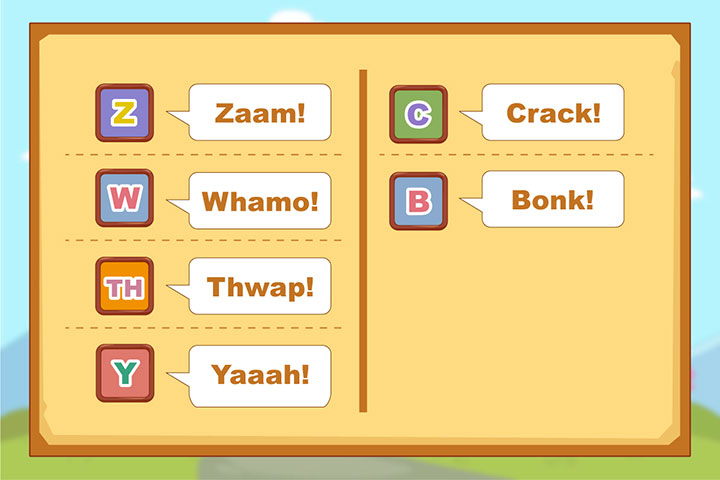 Z Zaam!
W Whamo!
TH Thwap!
Y Yaaah!
C Crack!
B Bonk!